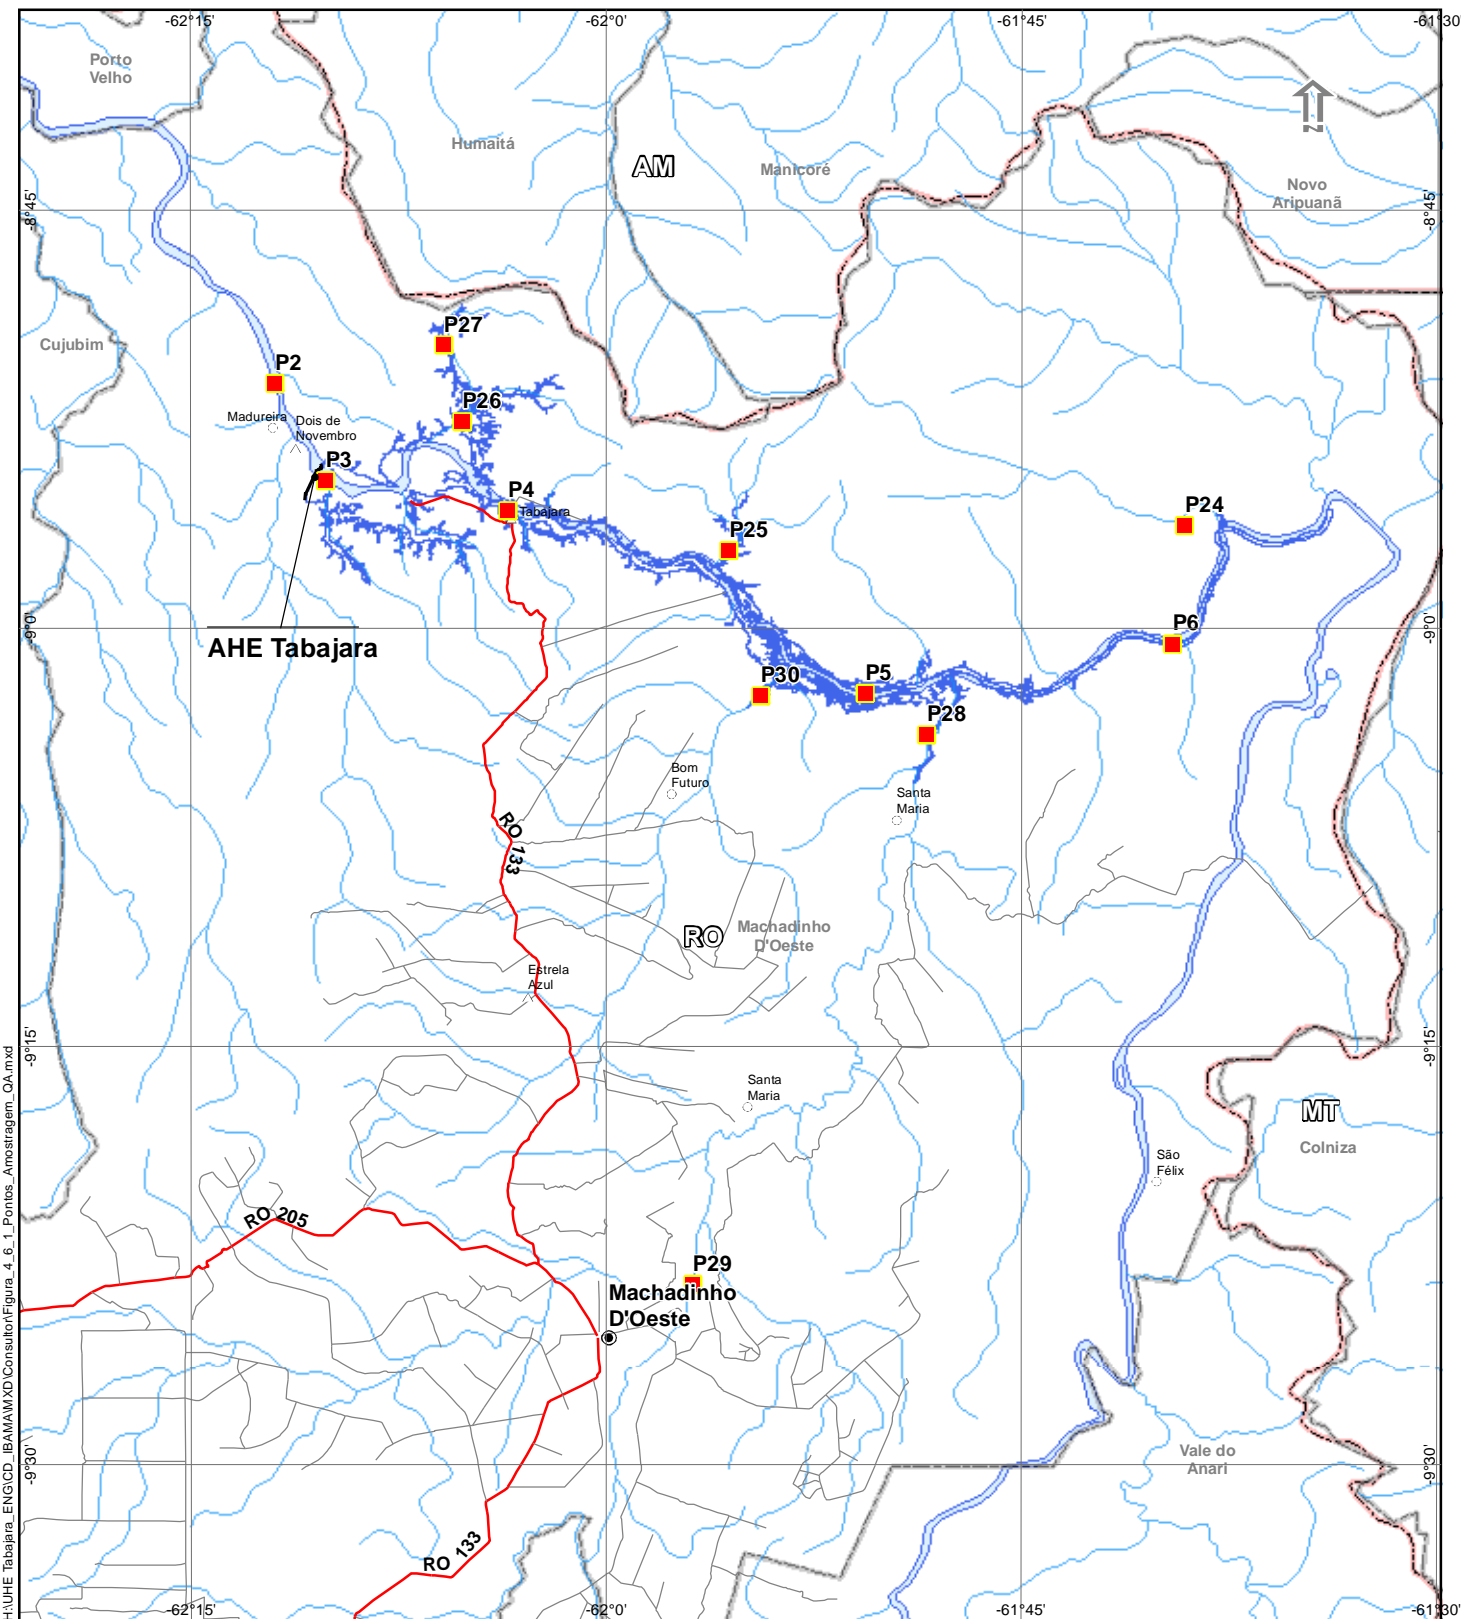 -62°15'
-62°0'
-61°45'
-61°30'
Porto
Velho
Humaitá
AM
Manicoré
N
Novo
Aripuanã
-8°45'
-8°45'
Cujubim
P27
P2
P26
Madureira
Dois de
Novembro
P3
P4
Tabajara
P25
P24
-9°0'
-9°0'
AHE Tabajara
P6
P30
P5
P28
Bom
Futuro
Santa
Maria
RO 133
RO
Machadinho
D'Oeste
Estrela
Azul
-9°15'
-9°15'
Santa
Maria
MT
Colniza
São
Félix
RO 205
P29
Machadinho
D'Oeste
Vale do
Anari
-9°30'
-9°30'
RO 133
H:\UHE Tabajara_ENG\CD_IBAMA\MXD\Consultor\Figura_4_6_1_Pontos_Amostragem_QA.mxd
-62°15'
-62°0'
-61°45'
-61°30'